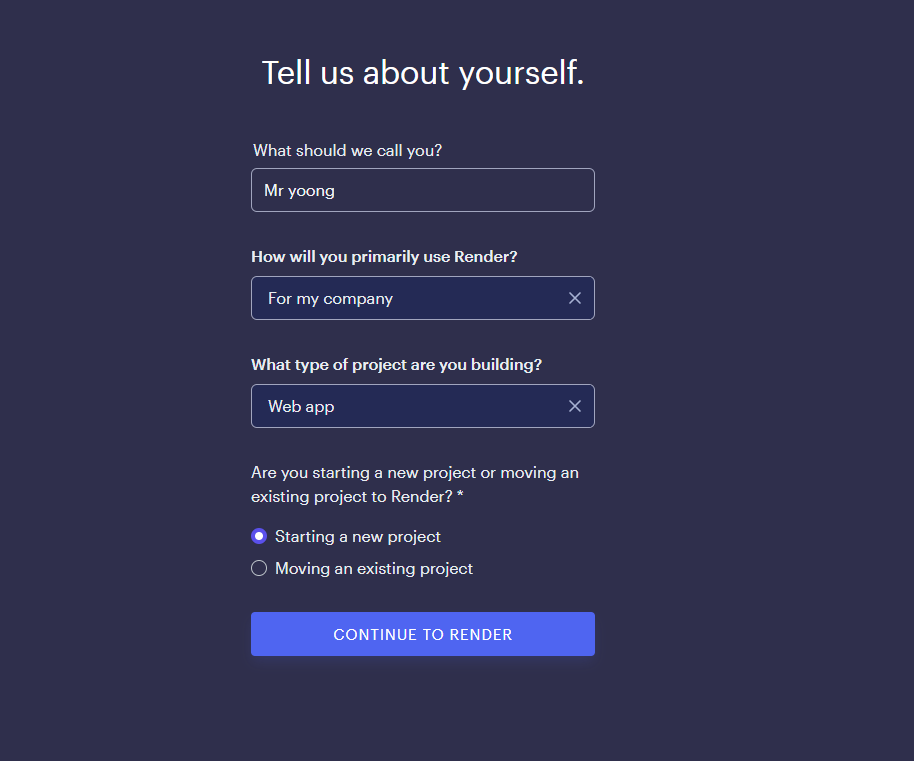 Tell us about yourself.
What should we call you?
Mr yoong
How will you primarily use Render?
For my company
What type of project are you building?
Web app
Are you starting a new project or moving an
existing project to Render? *
Starting a new project
Moving an existing project
CONTINUE TO RENDER